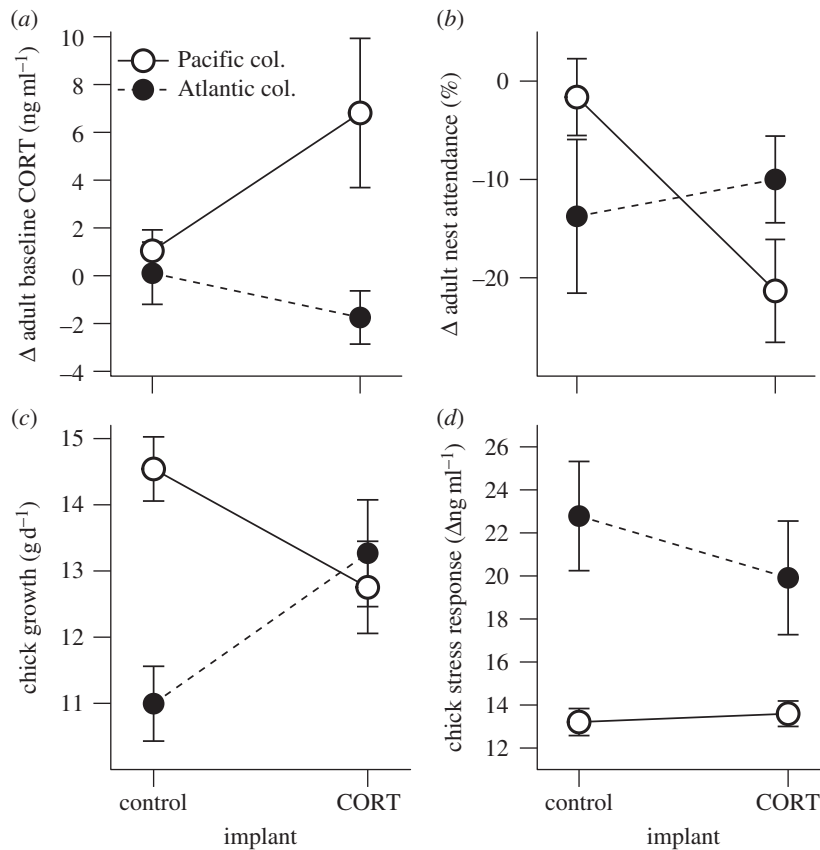 (a)
Δ adult baseline CORT (ng ml⁻¹)
10
8
6
4
2
0
−2
−4
Pacific col.
Atlantic col.
(b)
Δ adult nest attendance (%)
0
−10
−20
(c)
chick growth (g d⁻¹)
15
14
13
12
11
control
CORT
implant
(d)
chick stress response (Δng ml⁻¹)
26
24
22
20
18
16
14
12
control
CORT
implant